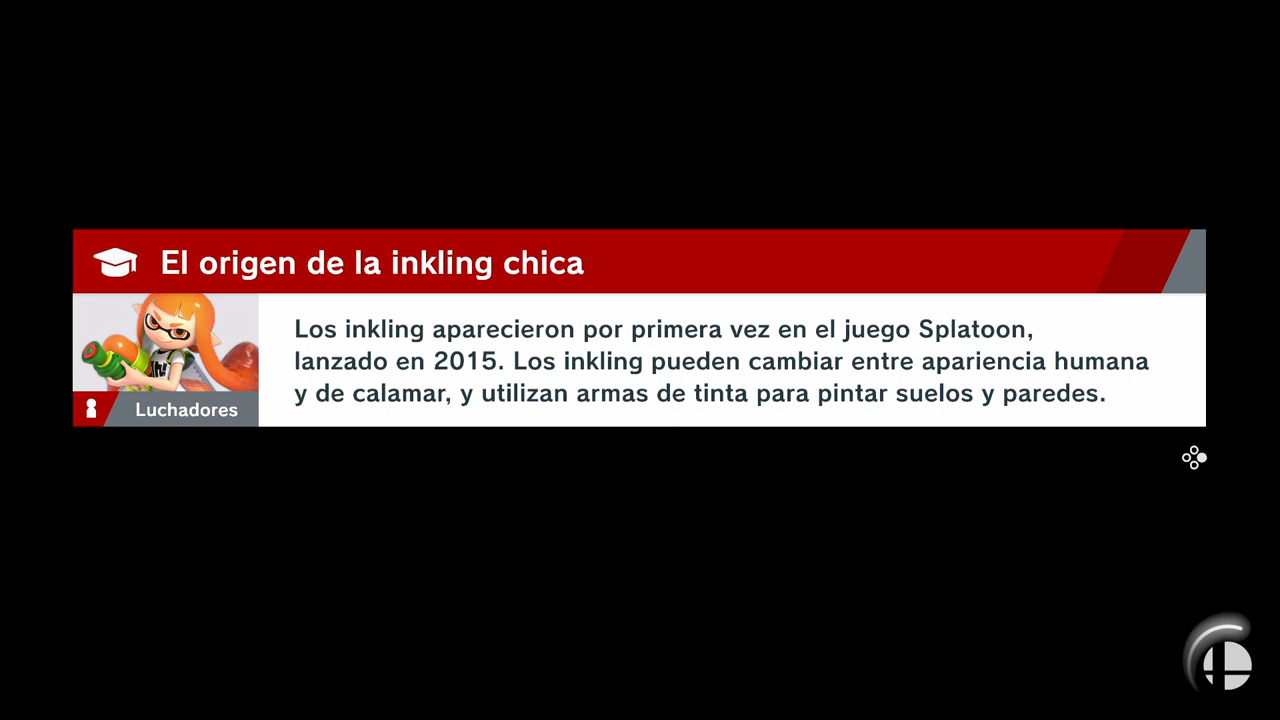 El origen de la inkling chica
Los inkling aparecieron por primera vez en el juego Splatoon,
lanzado en 2015. Los inkling pueden cambiar entre apariencia humana
y de calamar, y utilizan armas de tinta para pintar suelos y paredes.
Luchadores